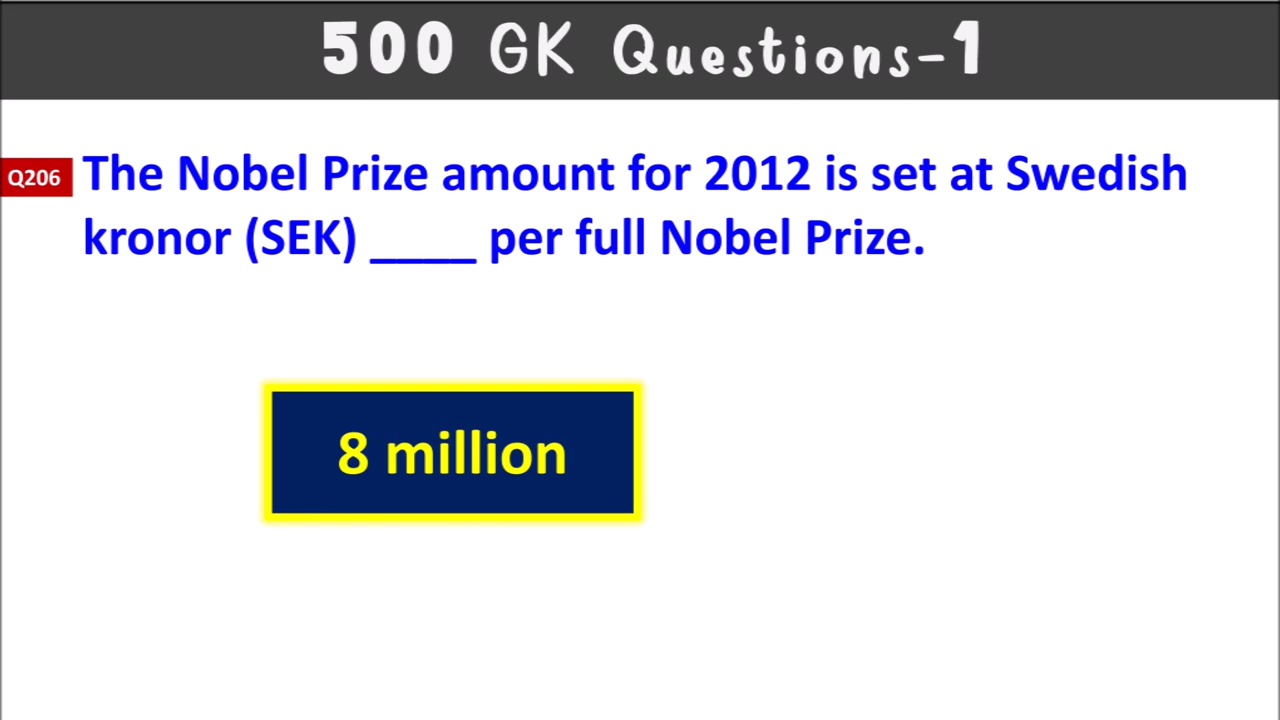 500 GK Questions-1
Q206 The Nobel Prize amount for 2012 is set at Swedish
kronor (SEK) ____ per full Nobel Prize.
8 million